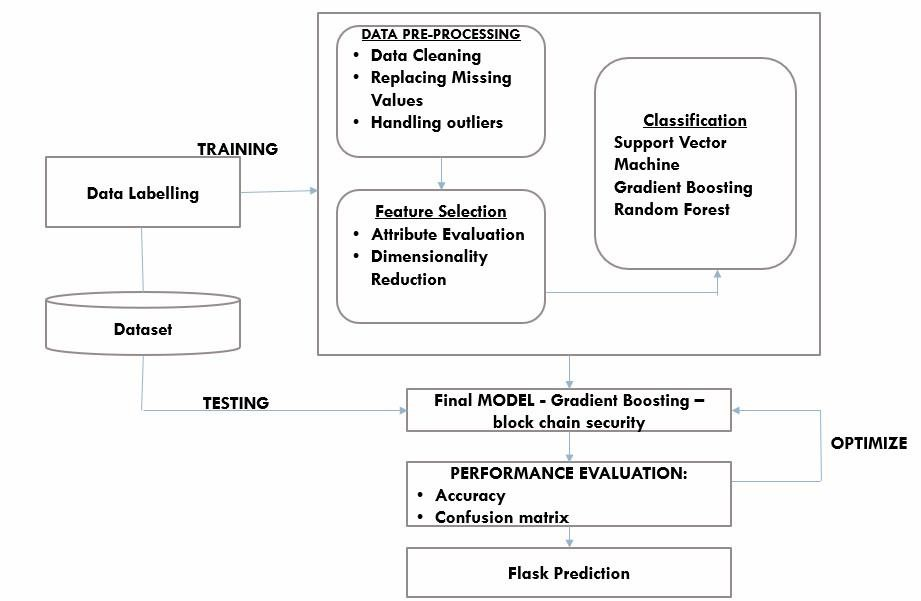 DATA PRE-PROCESSING
• Data Cleaning
• Replacing Missing
Values
• Handling outliers
Classification
Support Vector
Machine
Gradient Boosting
Random Forest
TRAINING
Data Labelling
Feature Selection
• Attribute Evaluation
• Dimensionality
Reduction
Dataset
TESTING
Final MODEL - Gradient Boosting –
block chain security
OPTIMIZE
PERFORMANCE EVALUATION:
• Accuracy
• Confusion matrix
Flask Prediction